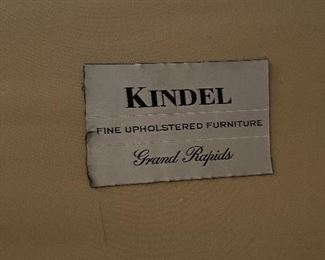 KINDEL
FINE UPHOLSTERED FURNITURE
Grand Rapids